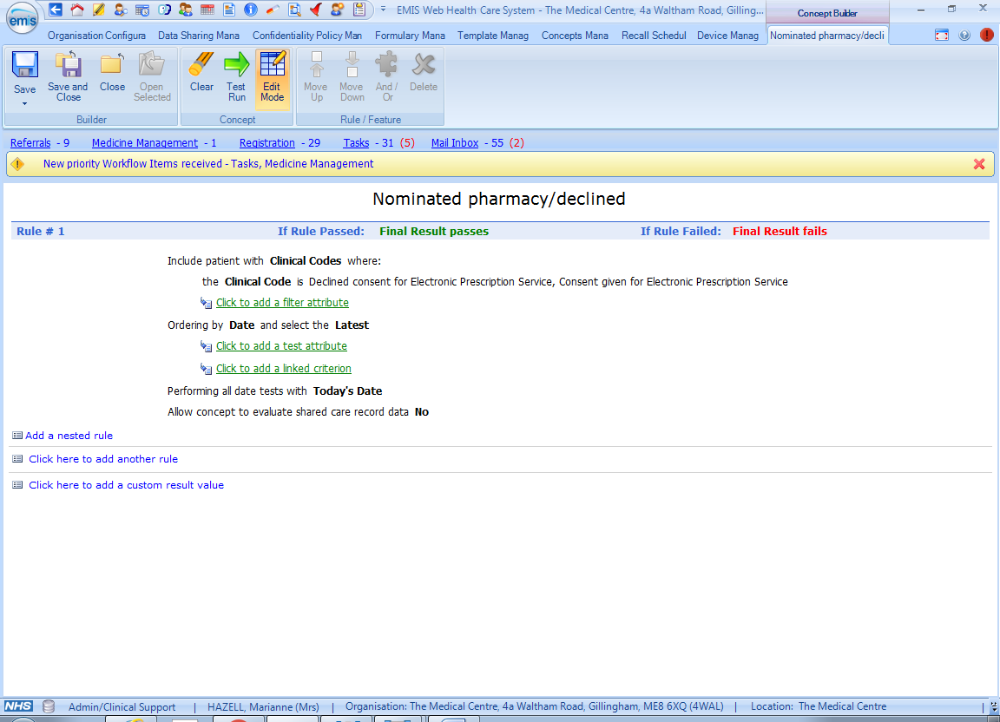 emis
EMIS Web Health Care System - The Medical Centre, 4a Waltham Road, Gilling...
Concept Builder
Organisation Configura
Data Sharing Mana
Confidentiality Policy Man
Formulary Mana
Template Manag
Concepts Mana
Recall Schedul
Device Manag
Nominated pharmacy/decli
Save
Save and Close
Close
Open Selected
Clear
Test Run
Edit Mode
Move Up
Move Down
And / Or
Delete
Builder
Concept
Rule / Feature
Referrals - 9
Medicine Management - 1
Registration - 29
Tasks - 31 (5)
Mail Inbox - 55 (2)
New priority Workflow Items received - Tasks, Medicine Management
Nominated pharmacy/declined
Rule # 1
If Rule Passed: Final Result passes
If Rule Failed: Final Result fails
Include patient with Clinical Codes where:
the Clinical Code is Declined consent for Electronic Prescription Service, Consent given for Electronic Prescription Service
Click to add a filter attribute
Ordering by Date and select the Latest
Click to add a test attribute
Click to add a linked criterion
Performing all date tests with Today's Date
Allow concept to evaluate shared care record data No
Add a nested rule
Click here to add another rule
Click here to add a custom result value
NHS
Admin/Clinical Support | HAZELL, Marianne (Mrs) | Organisation: The Medical Centre, 4a Waltham Road, Gillingham, ME8 6XQ (4WAL) | Location: The Medical Centre |